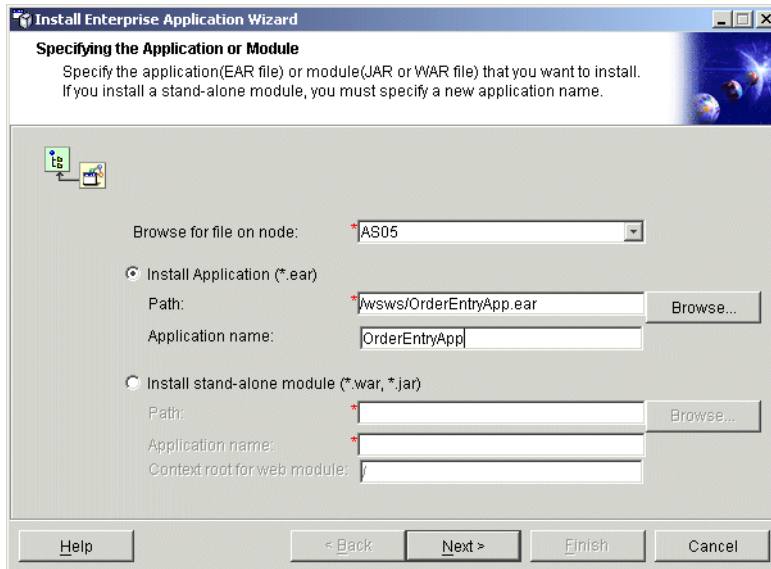 Install Enterprise Application Wizard
Specifying the Application or Module
Specify the application(EAR file) or module(JAR or WAR file) that you want to install.
If you install a stand-alone module, you must specify a new application name.
Browse for file on node: *AS05
Install Application (*.ear)
Path: */wsws/OrderEntryApp.ear Browse...
Application name: OrderEntryApp
Install stand-alone module (*.war, *.jar)
Path: * Browse...
Application name: *
Context root for web module: /
Help < Back Next > Finish Cancel